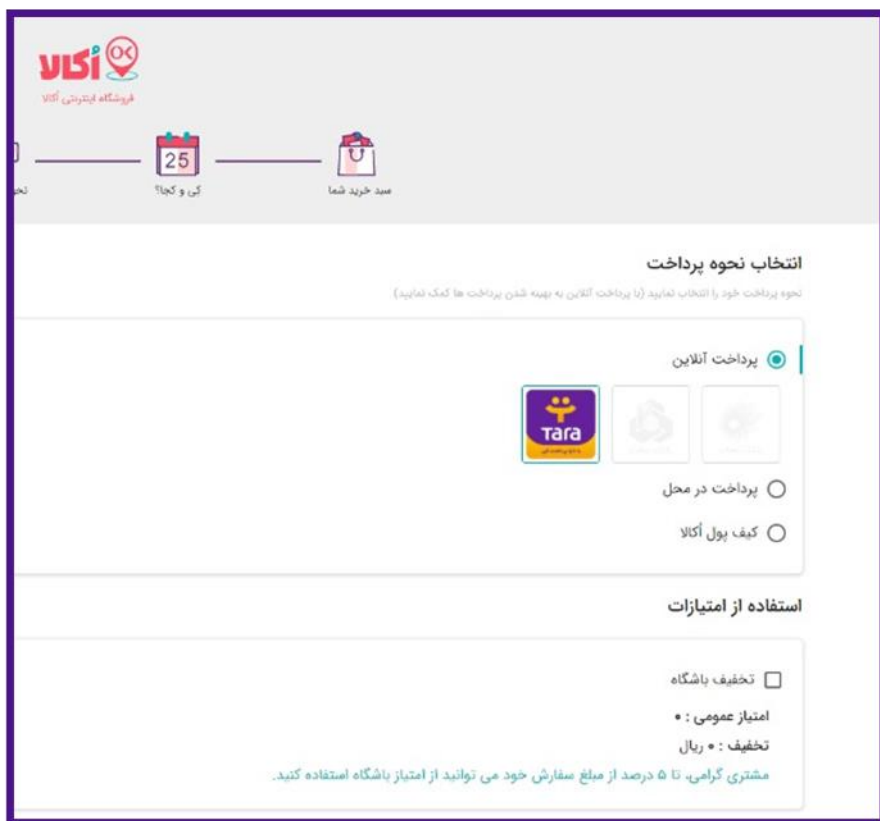 اُکالا OK
فروشگاه اینترنتی اُکالا
سبد خرید شما
25
کی و کجا؟
انتخاب نحوه پرداخت
نحوه پرداخت خود را انتخاب نمایید (با پرداخت آنلاین به بهینه شدن پرداخت ها کمک نمایید)
پرداخت آنلاین
Tara
پرداخت در محل
کیف پول اُکالا
استفاده از امتیازات
تخفیف باشگاه
امتیاز عمومی : ۰
تخفیف : ۰ ریال
مشتری گرامی، تا ۵ درصد از مبلغ سفارش خود می توانید از امتیاز باشگاه استفاده کنید.